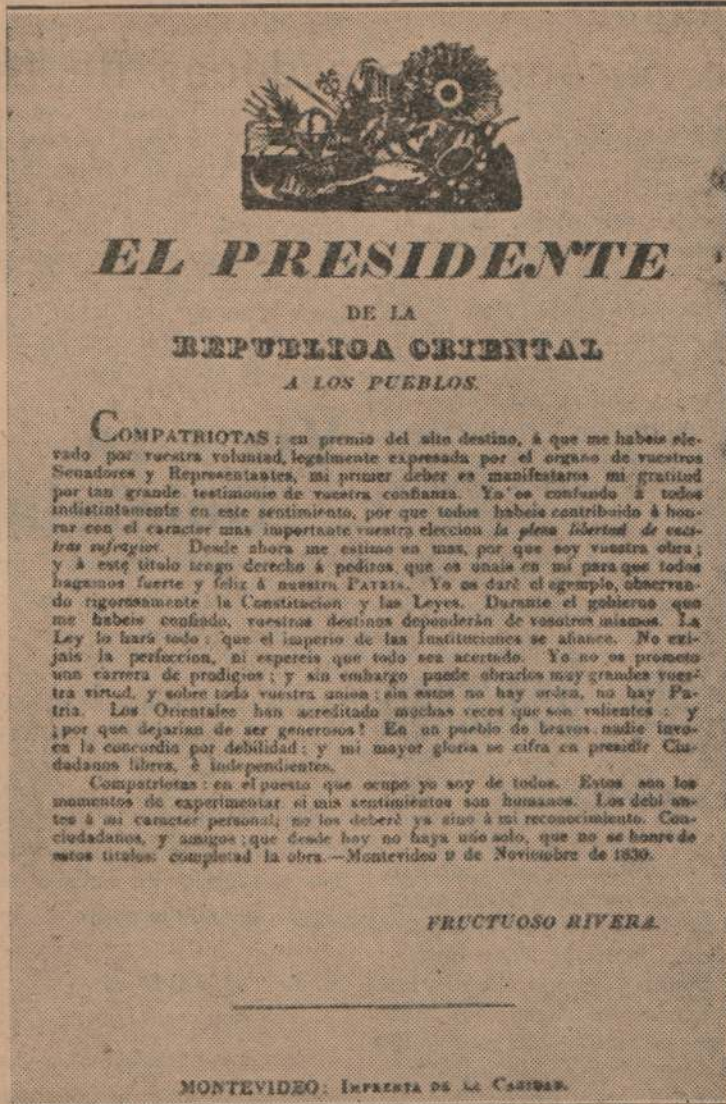 EL PRESIDENTE
DE LA
REPUBLICA ORIENTAL
A LOS PUEBLOS.
COMPATRIOTAS: en premio del alto destino, á que me habeis ele-
vado por vuestra voluntad, legalmente expresada por el organo de vuestros
Senadores y Representantes, mi primer deber es manifestaros mi gratitud
por tan grande testimonio de vuestra confianza. Yo os confundo á todos
indistintamente en este sentimiento, por que todos habeis contribuido á hon-
rar con el caracter mas importante vuestra eleccion la plena libertad de vues-
tros sufragios. Desde ahora me estimo en mas, por que soy vuestra obra;
y á este titulo tengo derecho á pediros, que os unais en mi para que todos
hagamos fuerte y feliz á nuestra PATRIA. Yo os daré el egemplo, observan-
do rigorosamente la Constitucion y las Leyes. Durante el gobierno que
me habeis confiado, vuestros destinos dependerán de vosotros mismos. La
Ley lo hará todo: que el imperio de las Instituciones se afiance. No exi-
jais la perfeccion, ni espereis que todo sea acertado. Yo no os prometo
una carrera de prodigios; y sin embargo puede obrarlos muy grandes vues-
tra virtud, y sobre todo vuestra union: sin estos no hay orden, no hay Pa-
tria. Los Orientales han acreditado muchas veces que son valientes: y
¿por que dejarian de ser generosos? En un pueblo de bravos nadie invo-
ca la concordia por debilidad; y mi mayor gloria se cifra en presidir Ciu-
dadanos libres, é independientes.
Compatriotas: en el puesto que ocupo yo soy de todos. Estos son los
momentos de experimentar si mis sentimientos son humanos. Los debi an-
tes á mi caracter personal; no los deberé ya sino á mi reconocimiento. Con-
ciudadanos, y amigos: que desde hoy no haya uno solo, que no se honre de
estos titulos: completad la obra.—Montevideo 9 de Noviembre de 1830.
FRUCTUOSO RIVERA.
MONTEVIDEO: IMPRENTA DE LA CARIDAD.